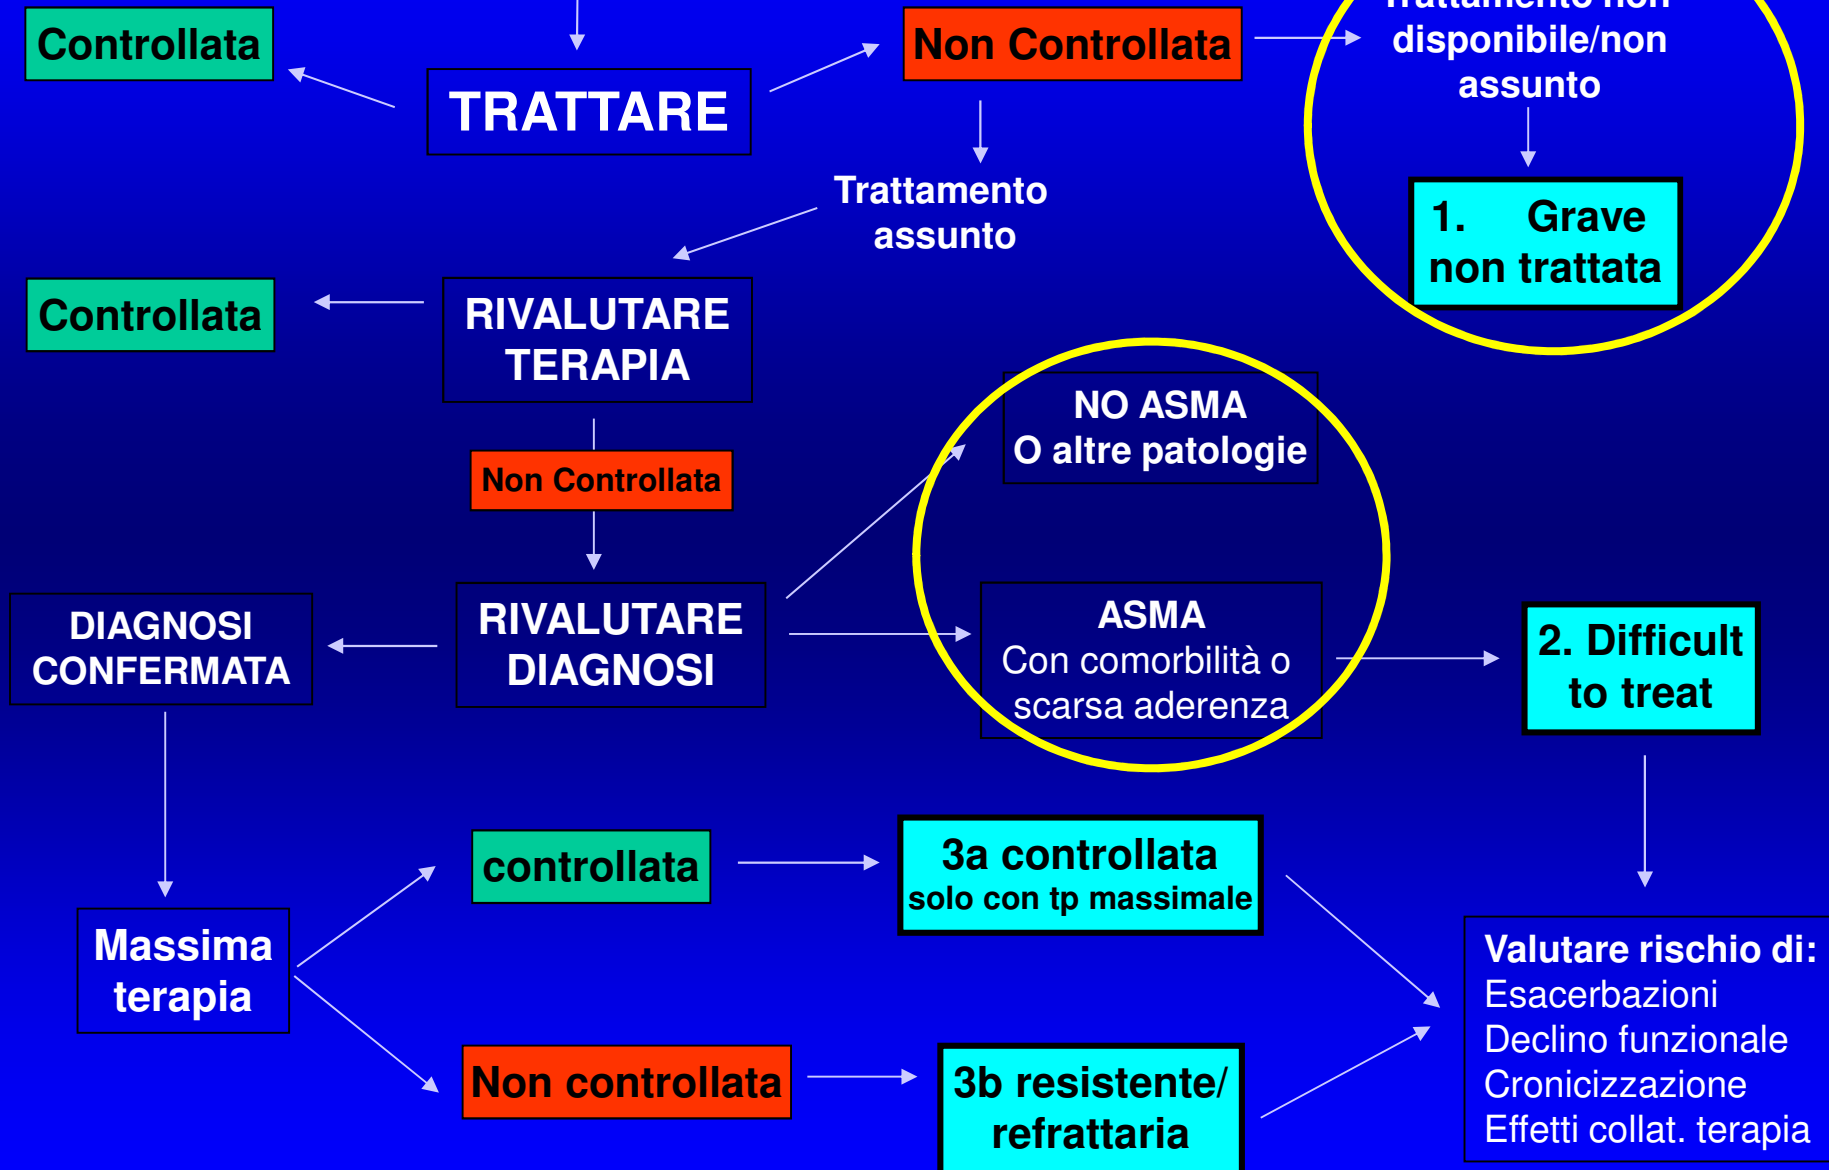 Trattamento non
disponibile/non
assunto
Controllata
Non Controllata
TRATTARE
Trattamento
assunto
1. Grave
non trattata
Controllata
RIVALUTARE
TERAPIA
NO ASMA
O altre patologie
Non Controllata
DIAGNOSI
CONFERMATA
RIVALUTARE
DIAGNOSI
ASMA
Con comorbilità o
scarsa aderenza
2. Difficult
to treat
controllata
3a controllata
solo con tp massimale
Massima
terapia
Valutare rischio di:
Esacerbazioni
Declino funzionale
Cronicizzazione
Effetti collat. terapia
Non controllata
3b resistente/
refrattaria